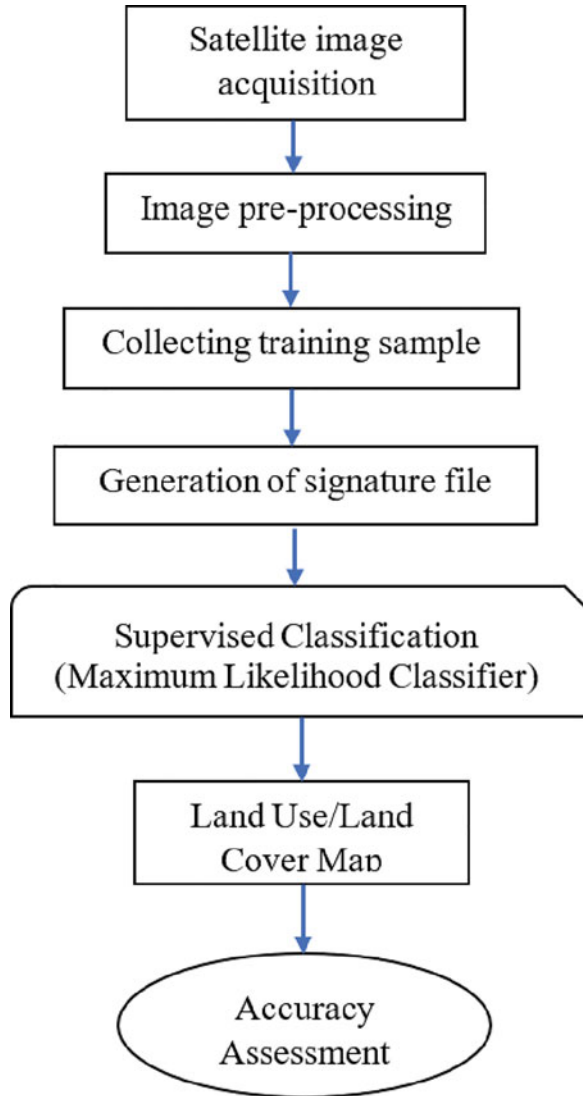 Satellite image
acquisition
Image pre-processing
Collecting training sample
Generation of signature file
Supervised Classification
(Maximum Likelihood Classifier)
Land Use/Land
Cover Map
Accuracy
Assessment